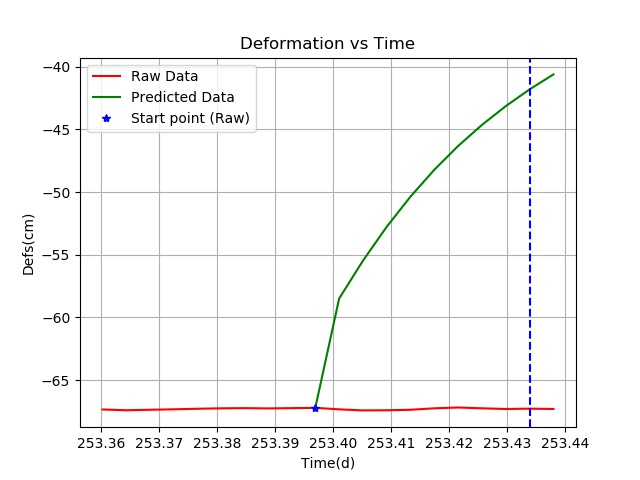 Deformation vs Time
Raw Data
Predicted Data
Start point (Raw)
−40
−45
−50
−55
−60
−65
Defs(cm)
253.36 253.37 253.38 253.39 253.40 253.41 253.42 253.43 253.44
Time(d)